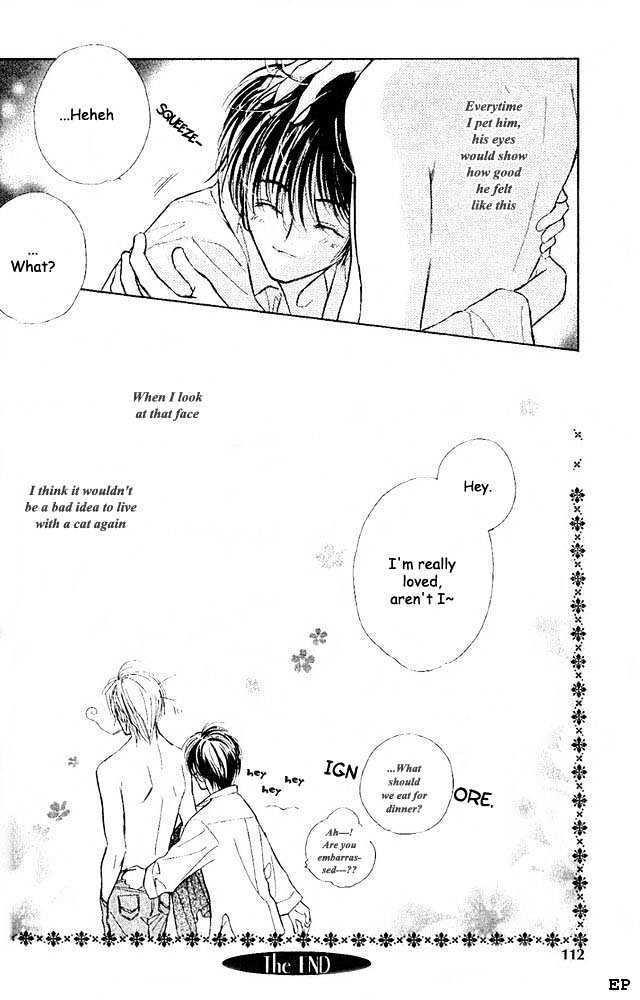 Everytime
I pet him,
his eyes
would show
how good
he felt
like this
SQUEEZE~
...Heheh
...
What?
When I look
at that face
I think it wouldn't
be a bad idea to live
with a cat again
Hey.
I'm really
loved,
aren't I~
IGN
ORE.
...What
should
we eat for
dinner?
hey
hey
hey
Ah—!
Are you
embarras-
sed---??
The END
112
EP